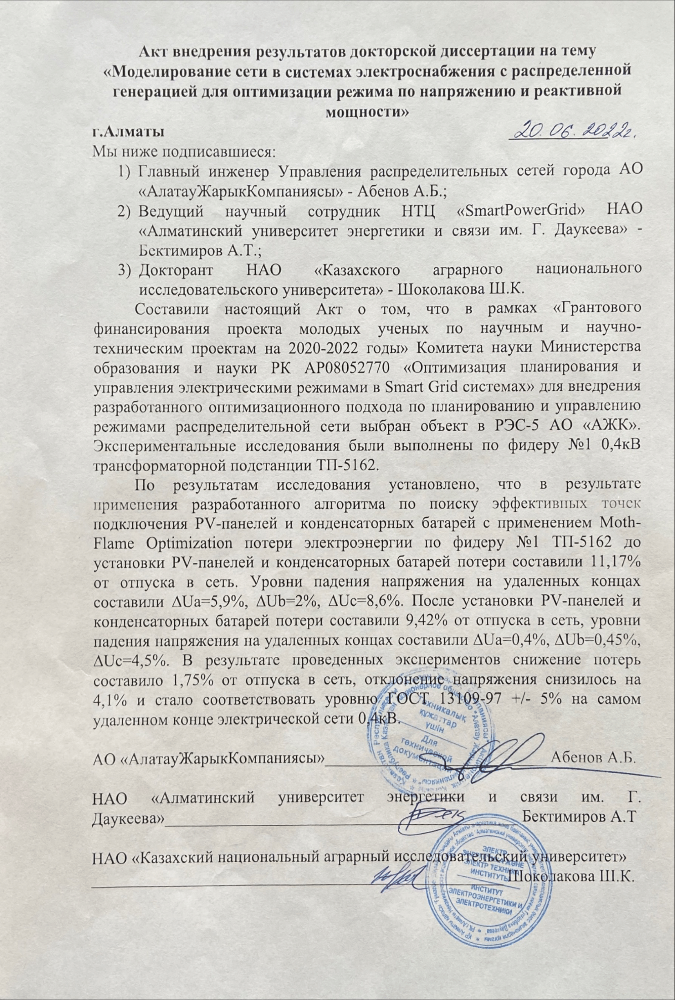 Акт внедрения результатов докторской диссертации на тему
«Моделирование сети в системах электроснабжения с распределенной
генерацией для оптимизации режима по напряжению и реактивной
мощности»
г.Алматы 20.06.2022г.
Мы ниже подписавшиеся:
1) Главный инженер Управления распределительных сетей города АО
«АлатауЖарыкКомпаниясы» - Абенов А.Б.;
2) Ведущий научный сотрудник НТЦ «SmartPowerGrid» НАО
«Алматинский университет энергетики и связи им. Г. Даукеева» -
Бектимиров А.Т.;
3) Докторант НАО «Казахского аграрного национального
исследовательского университета» - Шоколакова Ш.К.
Составили настоящий Акт о том, что в рамках «Грантового
финансирования проекта молодых ученых по научным и научно-
техническим проектам на 2020-2022 годы» Комитета науки Министерства
образования и науки РК АР08052770 «Оптимизация планирования и
управления электрическими режимами в Smart Grid системах» для внедрения
разработанного оптимизационного подхода по планированию и управлению
режимами распределительной сети выбран объект в РЭС-5 АО «АЖК».
Экспериментальные исследования были выполнены по фидеру №1 0,4кВ
трансформаторной подстанции ТП-5162.
По результатам исследования установлено, что в результате
применения разработанного алгоритма по поиску эффективных точек
подключения PV-панелей и конденсаторных батарей с применением Moth-
Flame Optimization потери электроэнергии по фидеру №1 ТП-5162 до
установки PV-панелей и конденсаторных батарей потери составили 11,17%
от отпуска в сеть. Уровни падения напряжения на удаленных концах
составили ΔUa=5,9%, ΔUb=2%, ΔUc=8,6%. После установки PV-панелей и
конденсаторных батарей потери составили 9,42% от отпуска в сеть, уровни
падения напряжения на удаленных концах составили ΔUa=0,4%, ΔUb=0,45%,
ΔUc=4,5%. В результате проведенных экспериментов снижение потерь
составило 1,75% от отпуска в сеть, отклонение напряжения снизилось на
4,1% и стало соответствовать уровню ГОСТ 13109-97 +/- 5% на самом
удаленном конце электрической сети 0,4кВ.
Техникалық
құжаттар
үшін
Для
технической
документации
АО «АлатауЖарыкКомпаниясы» Абенов А.Б.
НАО «Алматинский университет энергетики и связи им. Г.
Даукеева» Бектимиров А.Т
НАО «Казахский национальный аграрный исследовательский университет»
Шоколакова Ш.К.
ЭЛЕКТР
ЭНЕРГЕТИКА ЖӘНЕ
ЭЛЕКТР ТЕХНИКА
ИНСТИТУТЫ
ИНСТИТУТ
ЭЛЕКТРОЭНЕРГЕТИКИ И
ЭЛЕКТРОТЕХНИКИ